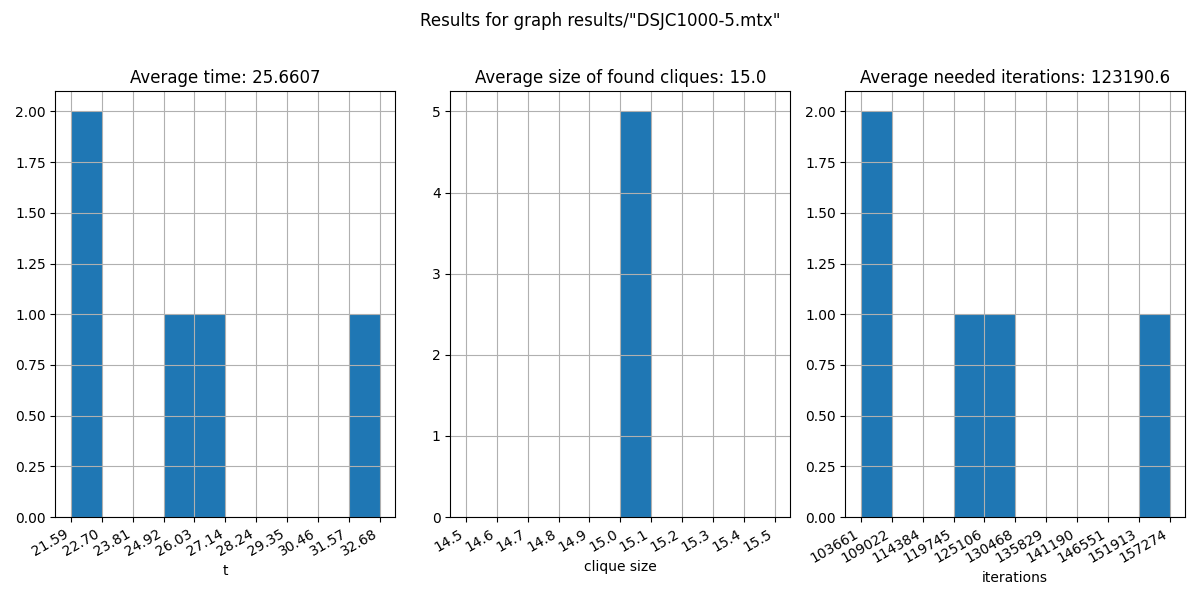 Results for graph results/"DSJC1000-5.mtx"
Average time: 25.6607
2.00
1.75
1.50
1.25
1.00
0.75
0.50
0.25
0.00
21.59 22.70 23.81 24.92 26.03 27.14 28.24 29.35 30.46 31.57 32.68
t
Average size of found cliques: 15.0
5
4
3
2
1
0
14.5 14.6 14.7 14.8 14.9 15.0 15.1 15.2 15.3 15.4 15.5
clique size
Average needed iterations: 123190.6
2.00
1.75
1.50
1.25
1.00
0.75
0.50
0.25
0.00
103661 109022 114384 119745 125106 130468 135829 141190 146551 151913 157274
iterations